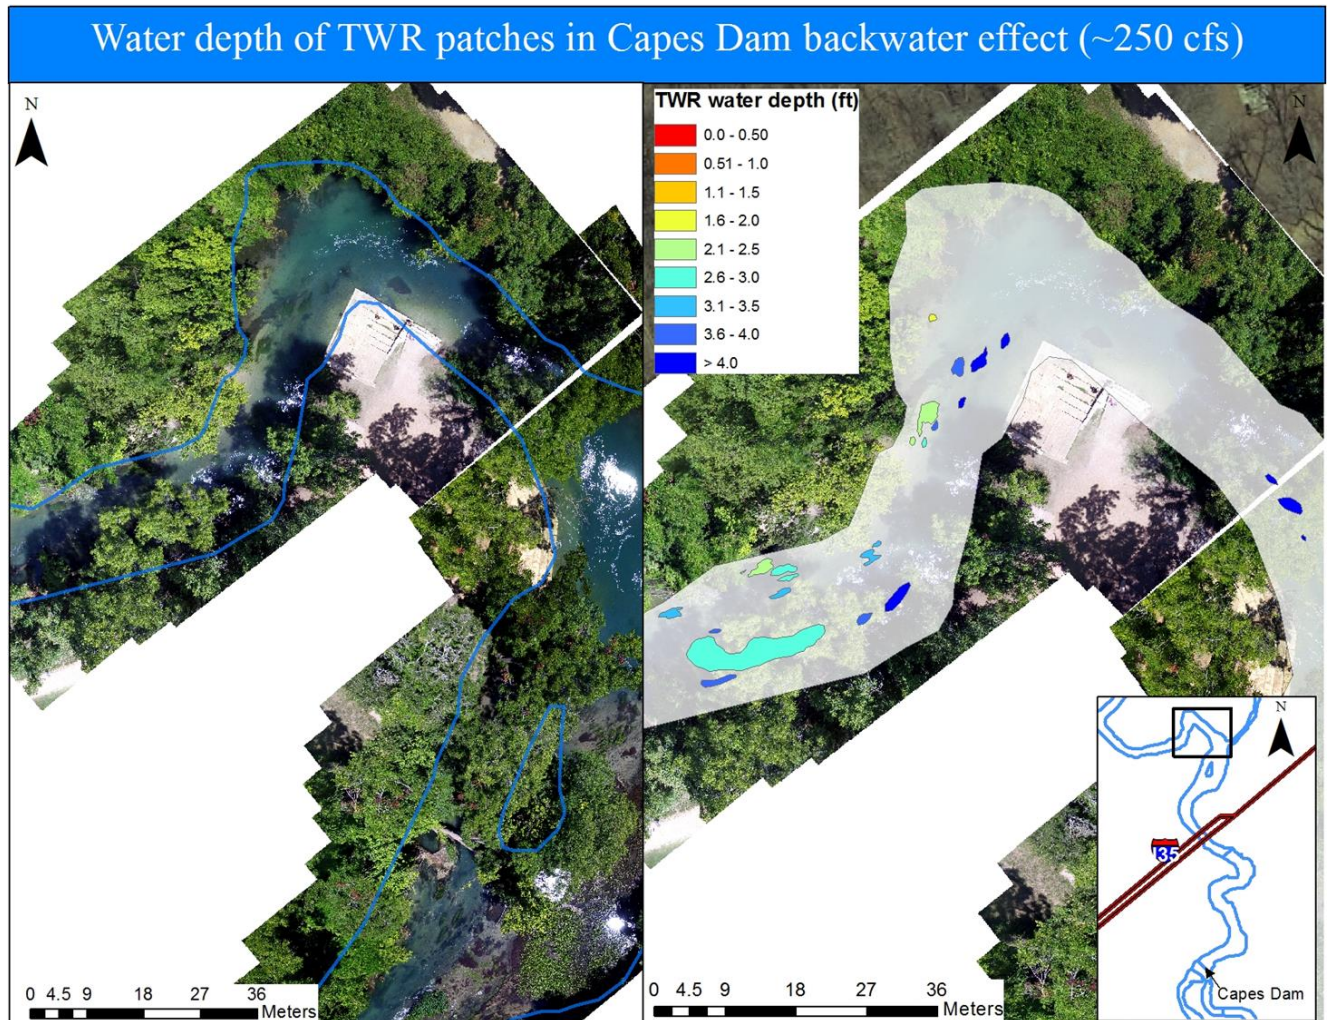 Water depth of TWR patches in Capes Dam backwater effect (~250 cfs)
N
TWR water depth (ft)
0.0 - 0.50
0.51 - 1.0
1.1 - 1.5
1.6 - 2.0
2.1 - 2.5
2.6 - 3.0
3.1 - 3.5
3.6 - 4.0
> 4.0
N
N
I35
Capes Dam
0 4.5 9 18 27 36
Meters
0 4.5 9 18 27 36
Meters